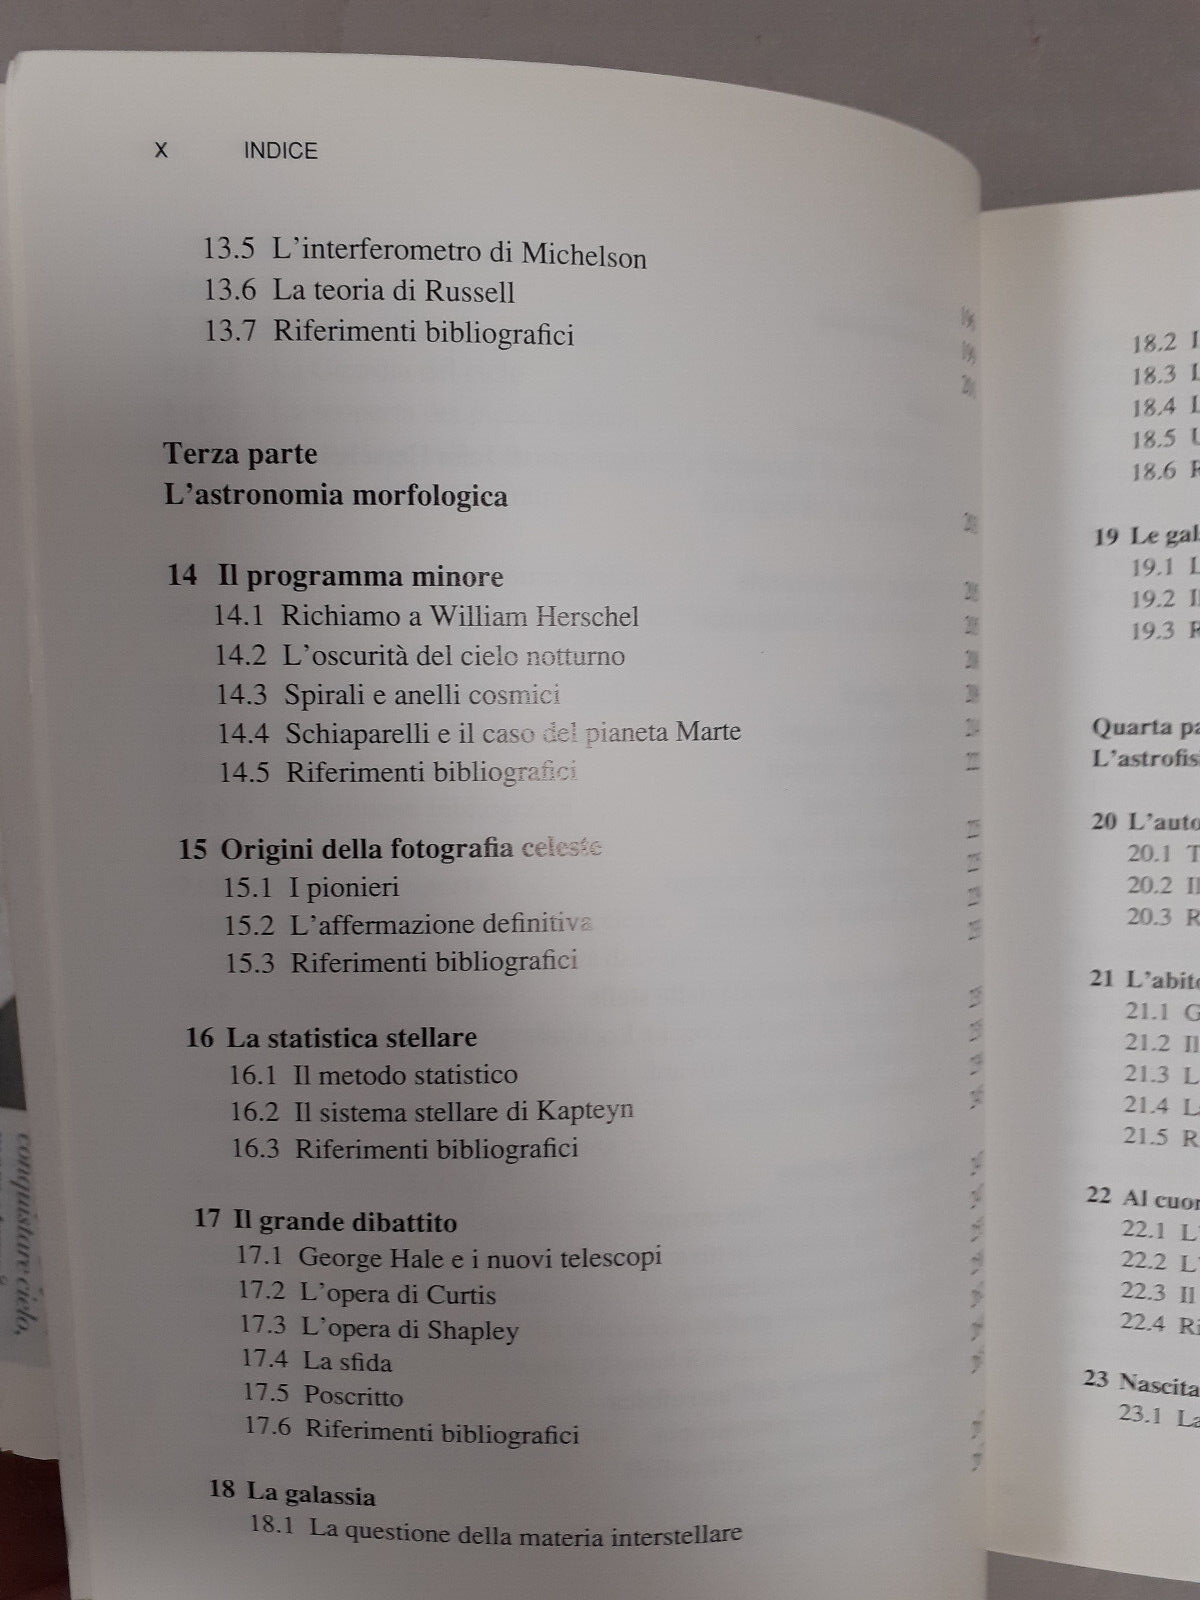 X INDICE
13.5 L'interferometro di Michelson
13.6 La teoria di Russell
13.7 Riferimenti bibliografici
Terza parte
L'astronomia morfologica
14 Il programma minore
14.1 Richiamo a William Herschel
14.2 L'oscurità del cielo notturno
14.3 Spirali e anelli cosmici
14.4 Schiaparelli e il caso del pianeta Marte
14.5 Riferimenti bibliografici
15 Origini della fotografia celeste
15.1 I pionieri
15.2 L'affermazione definitiva
15.3 Riferimenti bibliografici
16 La statistica stellare
16.1 Il metodo statistico
16.2 Il sistema stellare di Kapteyn
16.3 Riferimenti bibliografici
17 Il grande dibattito
17.1 George Hale e i nuovi telescopi
17.2 L'opera di Curtis
17.3 L'opera di Shapley
17.4 La sfida
17.5 Poscritto
17.6 Riferimenti bibliografici
18 La galassia
18.1 La questione della materia interstellare
18.2
18.3
18.4
18.5
18.6
19 Le
19.1
19.2
19.3
Quarta
20
20.1
20.2
20.3
21
21.1
21.2
21.3
21.4
21.5
22 Al
22.1
22.2
22.3 Il
22.4
23 Nascita
23.1 La
conquistare cielo,